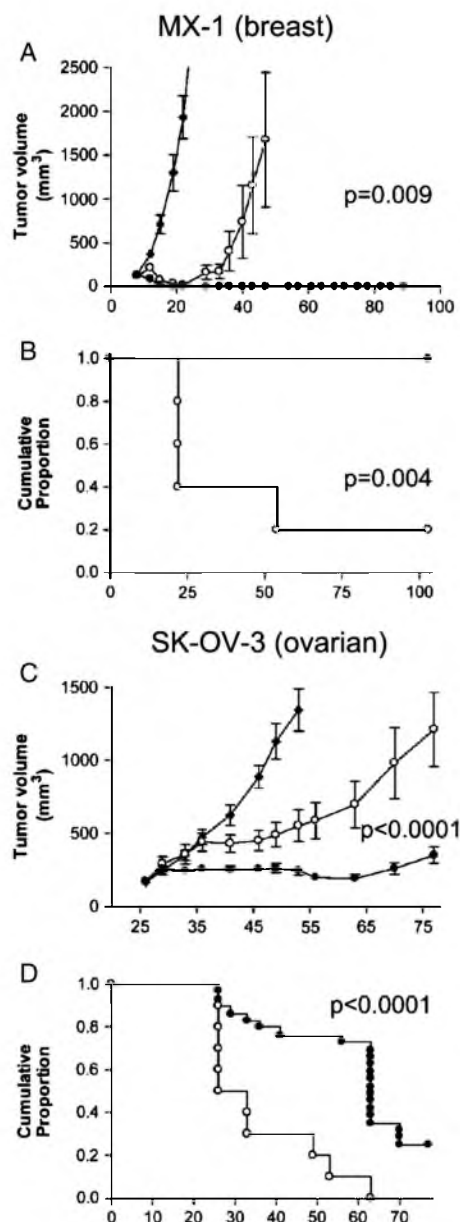 MX-1 (breast)
A
Tumor volume
(mm³)
2500
2000
1500
1000
500
0
p=0.009
0 20 40 60 80 100
B
Cumulative
Proportion
1.0
0.8
0.6
0.4
0.2
0.0
p=0.004
0 25 50 75 100
SK-OV-3 (ovarian)
C
Tumor volume
(mm³)
1500
1000
500
0
p<0.0001
25 35 45 55 65 75
D
Cumulative
Proportion
1.0
0.8
0.6
0.4
0.2
0.0
p<0.0001
0 10 20 30 40 50 60 70